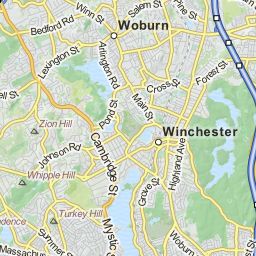 Winn St
Salem St
Woburn
Bedford Rd
Arlington Rd
Lexington St
Cross St
Forest St
Main St
Pond St
Zion Hill
Winchester
Johnson Rd
Cambridge St
Highland Ave
Whipple Hill
Grove St
Turkey Hill
Mystic
Summer
Woburn
Massachu